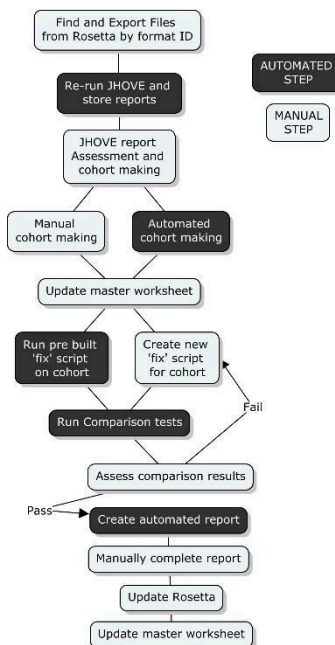 Find and Export Files
from Rosetta by format ID
AUTOMATED
STEP
Re-run JHOVE and
store reports
MANUAL
STEP
JHOVE report
Assessment and
cohort making
Manual
cohort making
Automated
cohort making
Update master worksheet
Run pre built
'fix' script
on cohort
Create new
'fix' script
for cohort
Fail
Run Comparison tests
Assess comparison results
Pass
Create automated report
Manually complete report
Update Rosetta
Update master worksheet